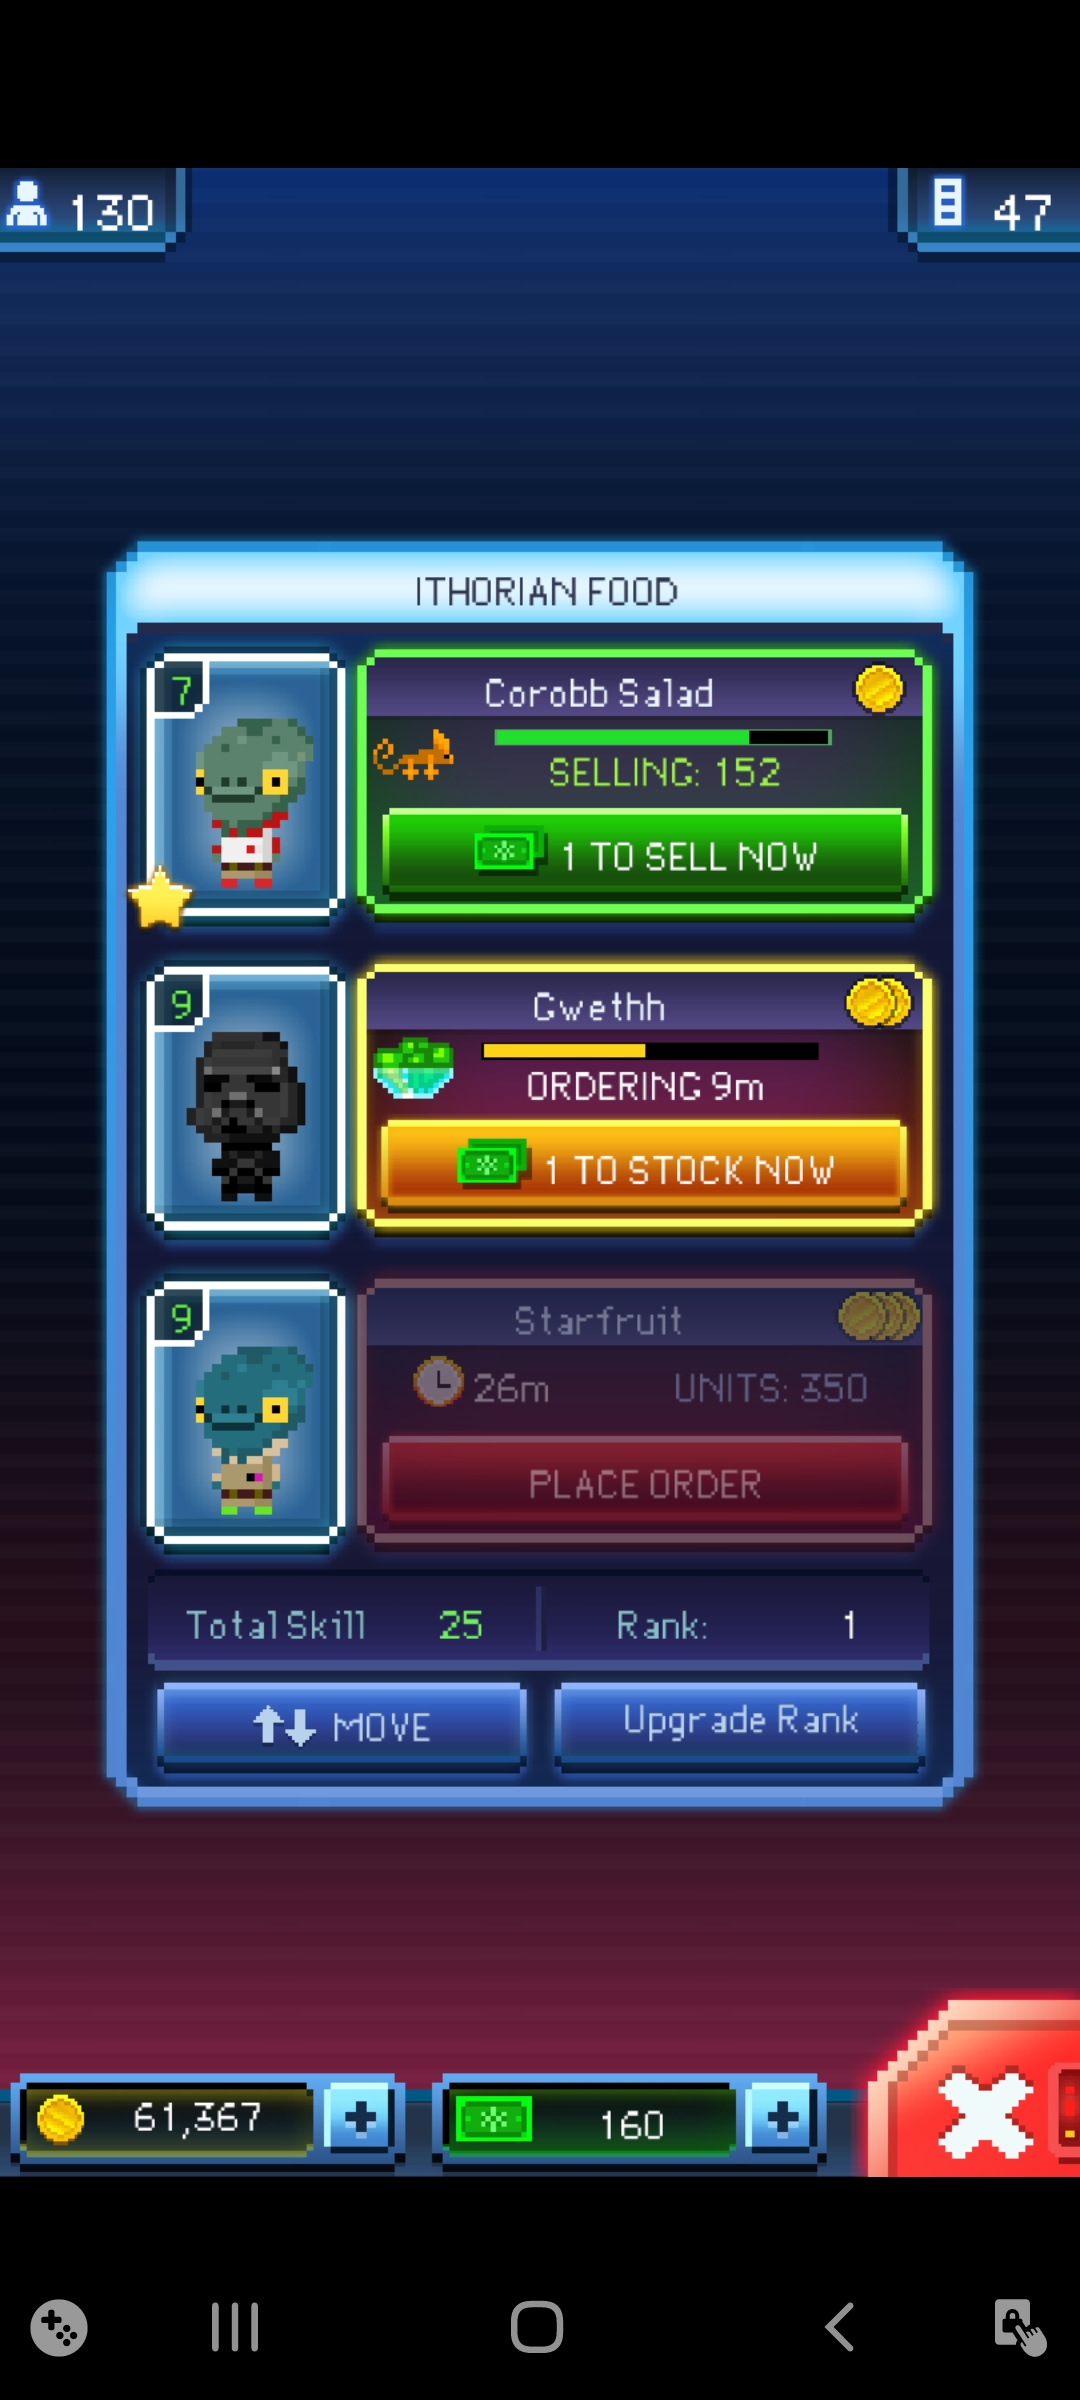 130
47
ITHORIAN FOOD
7
Corobb Salad
SELLING: 152
1 TO SELL NOW
9
Gwethh
ORDERING 9m
1 TO STOCK NOW
9
Starfruit
26m UNITS: 350
PLACE ORDER
Total Skill 25 Rank: 1
MOVE Upgrade Rank
61,367 160